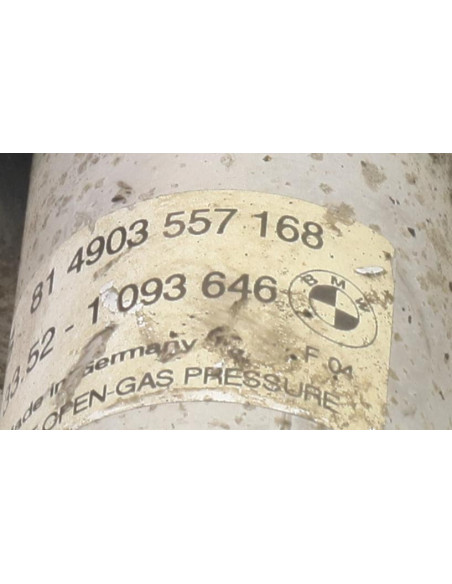 81 4903 557 168
33.52 - 1 093 646
BMW
Made in Germany
F 04
OPEN-GAS PRESSURE